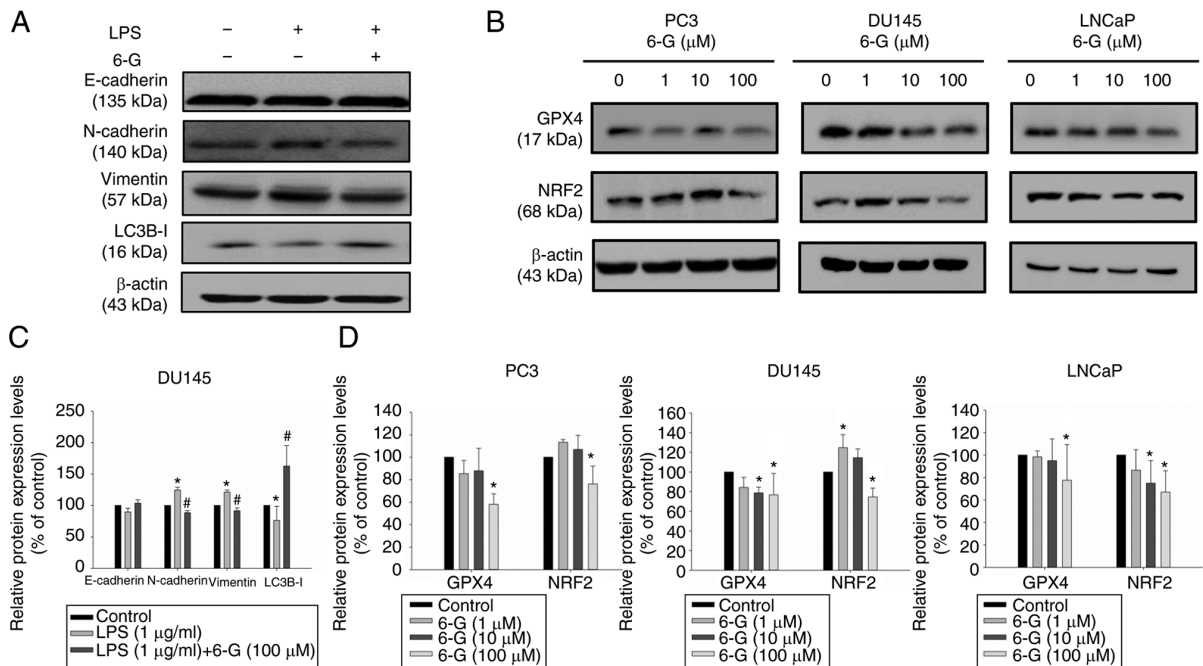 A
LPS – + +
6-G – – +
E-cadherin
(135 kDa)
N-cadherin
(140 kDa)
Vimentin
(57 kDa)
LC3B-I
(16 kDa)
β-actin
(43 kDa)
B
PC3
6-G (μM)
0 1 10 100
DU145
6-G (μM)
0 1 10 100
LNCaP
6-G (μM)
0 1 10 100
GPX4
(17 kDa)
NRF2
(68 kDa)
β-actin
(43 kDa)
C
DU145
Relative protein expression levels
(% of control)
250
200
150
100
50
0
* # * # * #
E-cadherin N-cadherin Vimentin LC3B-I
Control
LPS (1 μg/ml)
LPS (1 μg/ml)+6-G (100 μM)
D
PC3
Relative protein expression levels
(% of control)
140
120
100
80
60
40
20
0
* *
GPX4 NRF2
Control
6-G (1 μM)
6-G (10 μM)
6-G (100 μM)
DU145
Relative protein expression levels
(% of control)
160
140
120
100
80
60
40
20
0
* * * *
GPX4 NRF2
Control
6-G (1 μM)
6-G (10 μM)
6-G (100 μM)
LNCaP
Relative protein expression levels
(% of control)
140
120
100
80
60
40
20
0
* * *
GPX4 NRF2
Control
6-G (1 μM)
6-G (10 μM)
6-G (100 μM)